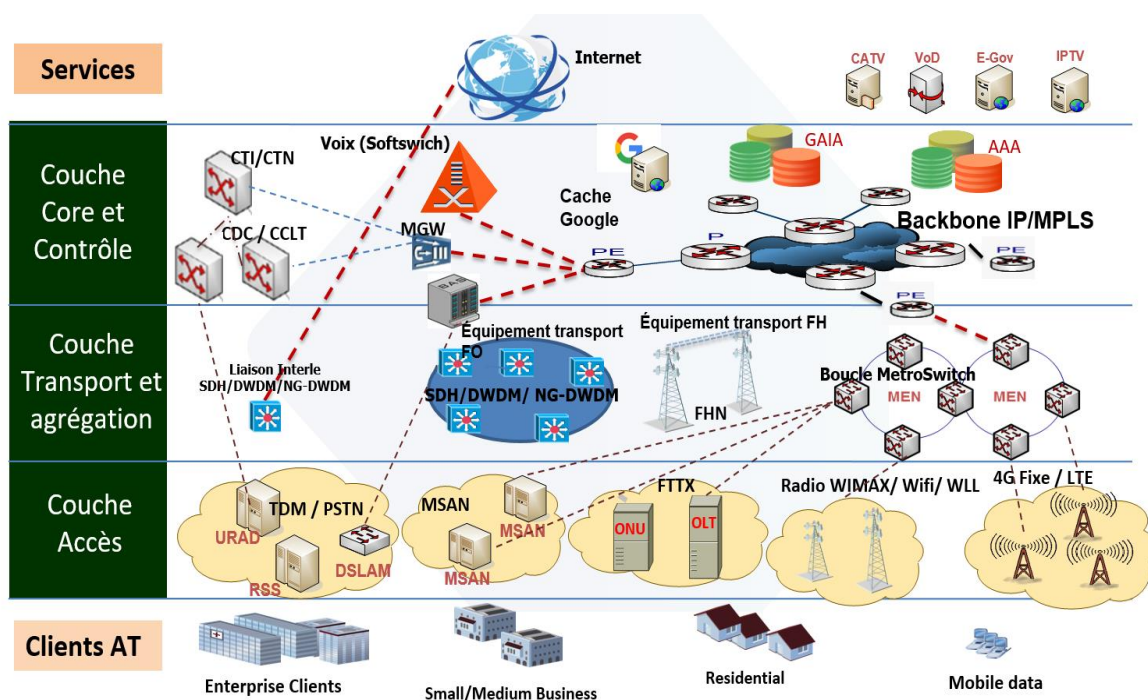 Services
Internet
CATV
VoD
E-Gov
IPTV
Couche
Core et
Contrôle
CTI/CTN
CDC / CCLT
Voix (Softswich)
MGW
BAS
G
Cache
Google
GAIA
AAA
PE
P
Backbone IP/MPLS
PE
PE
Couche
Transport et
agrégation
Liaison Interle
SDH/DWDM/NG-DWDM
Équipement transport
FO
SDH/DWDM/ NG-DWDM
Équipement transport FH
FHN
Boucle MetroSwitch
MEN
MEN
Couche
Accès
TDM / PSTN
URAD
RSS
DSLAM
MSAN
MSAN
MSAN
FTTX
ONU
OLT
Radio WIMAX/ Wifi/ WLL
4G Fixe / LTE
Clients AT
Enterprise Clients
Small/Medium Business
Residential
Mobile data